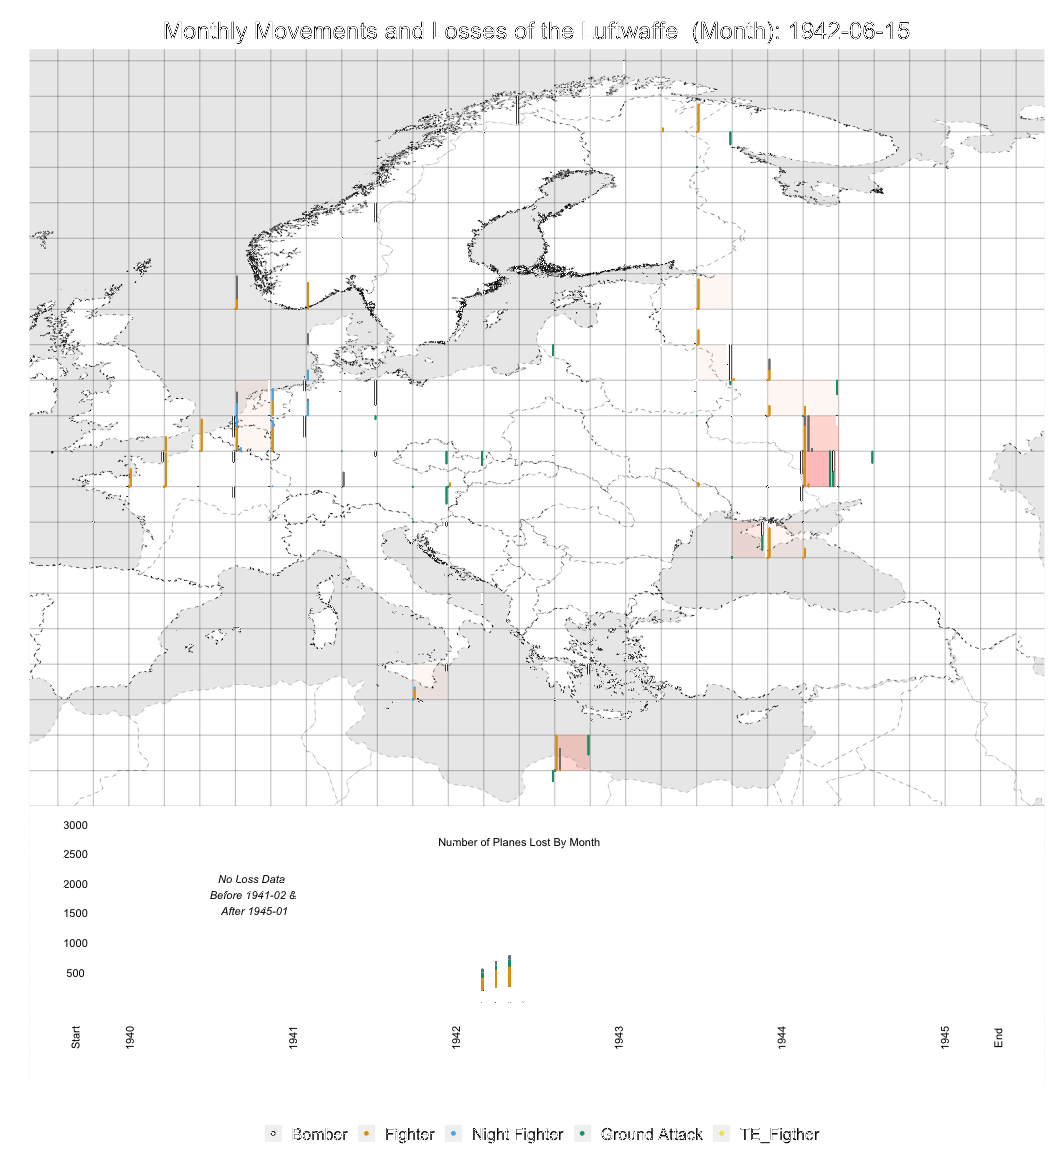 Monthly Movements and Losses of the Luftwaffe (Month): 1942-06-15
3000
Number of Planes Lost By Month
2500
No Loss Data
2000
Before 1941-02 &
After 1945-01
1500
1000
500
Start
1940
1941
1942
1943
1944
1945
End
Bomber Fighter Night Fighter Ground Attack TE_Figther